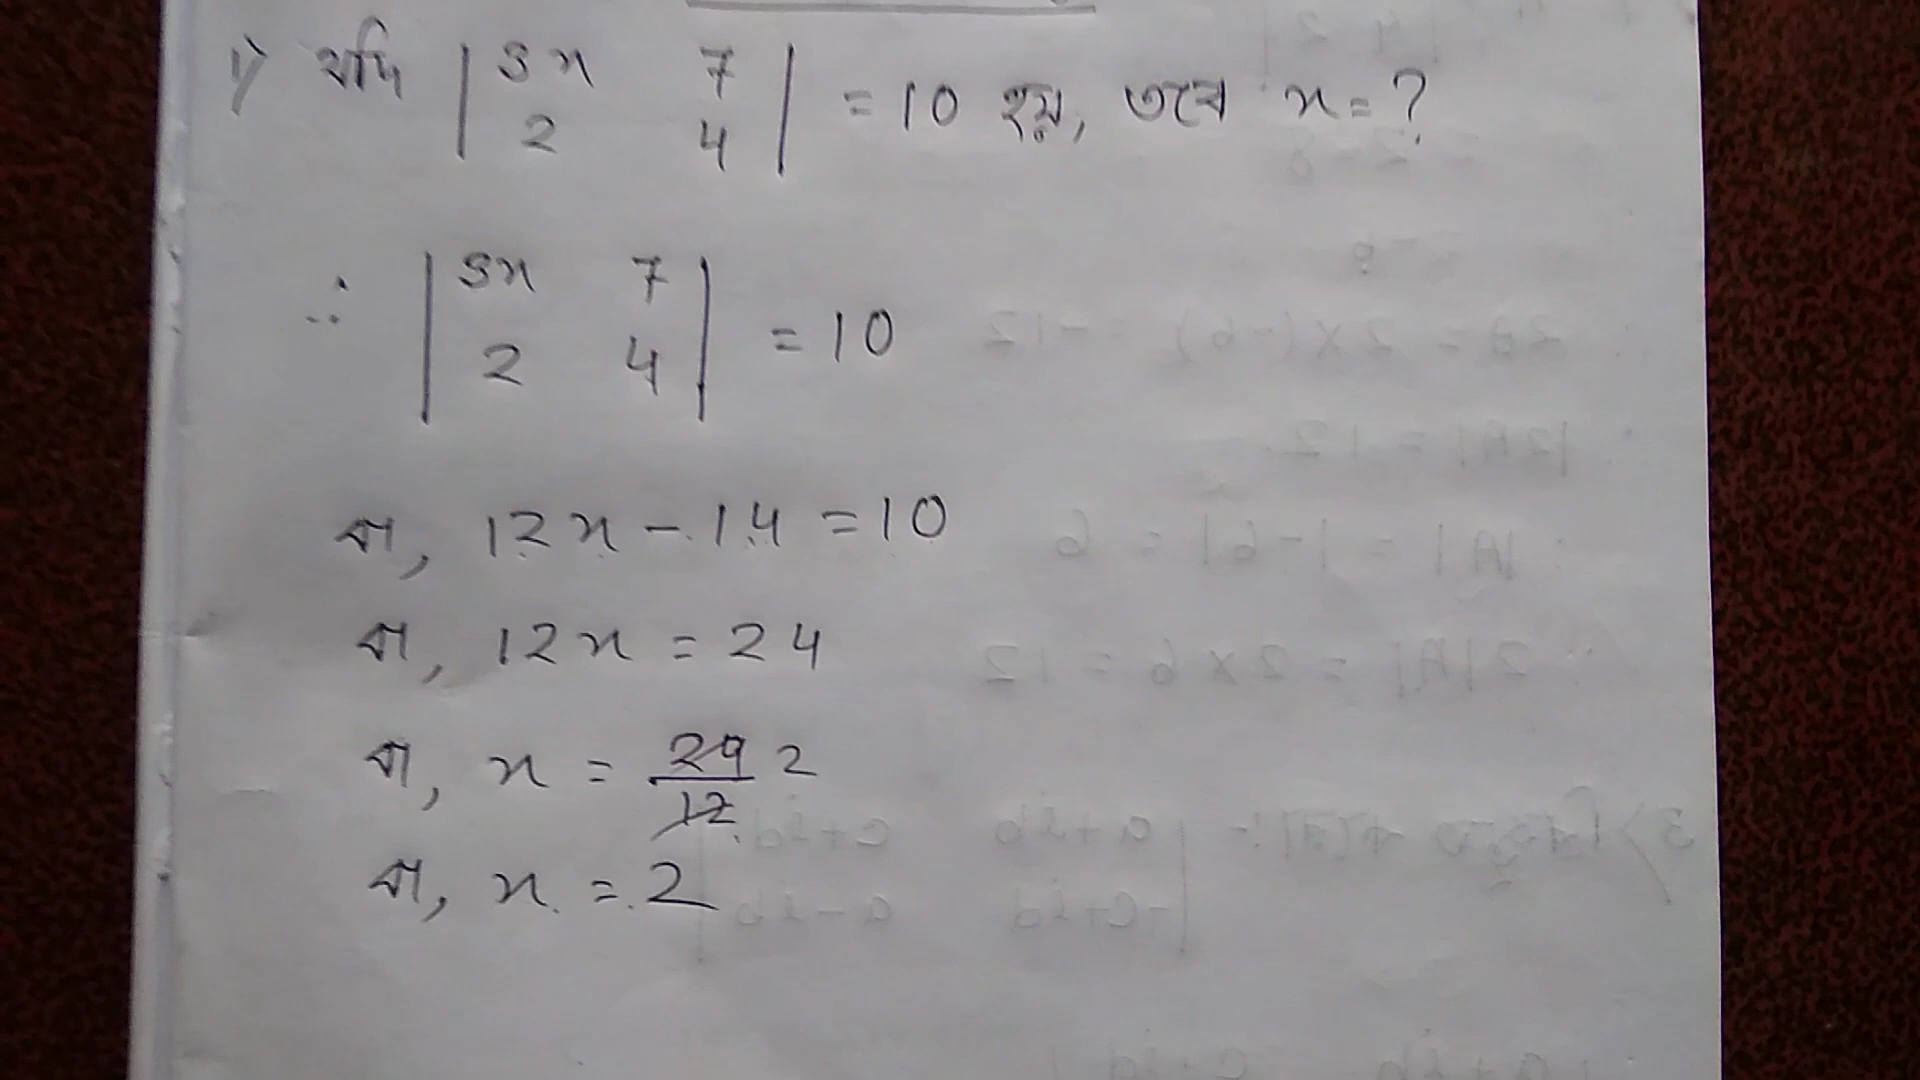 1) যদি | 3x 7 | = 10 হয়, তবে x = ?
| 2 4 |
∴ | 3x 7 | = 10
| 2 4 |
বা, 12x - 14 = 10
বা, 12x = 24
বা, x = 24/12 2
বা, x = 2